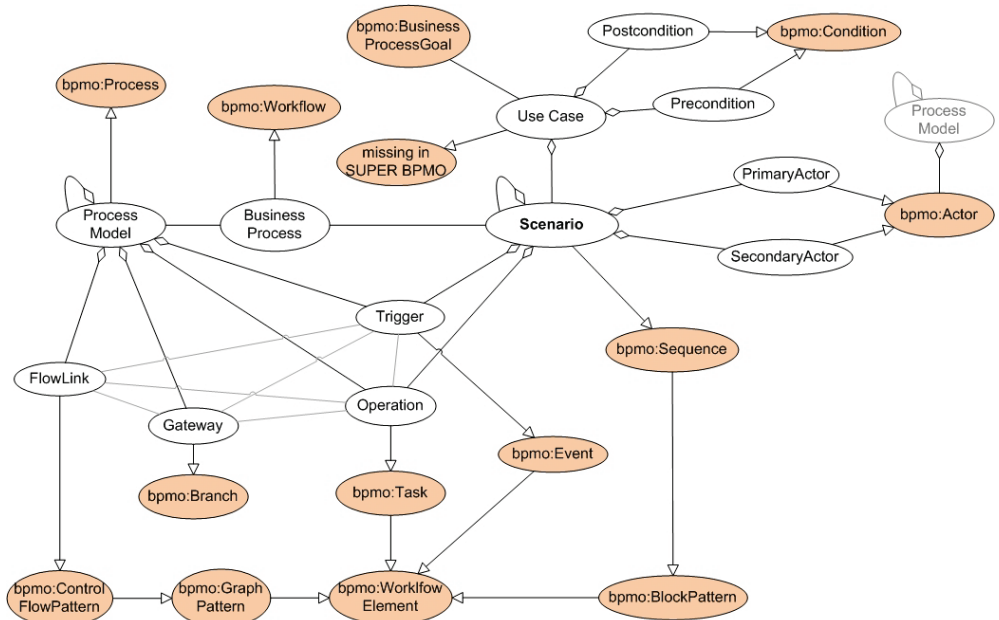 bpmo:Business
ProcessGoal
Postcondition
bpmo:Condition
bpmo:Process
bpmo:Workflow
Use Case
Precondition
Process
Model
missing in
SUPER BPMO
PrimaryActor
Process
Model
Business
Process
Scenario
bpmo:Actor
SecondaryActor
Trigger
bpmo:Sequence
FlowLink
Operation
Gateway
bpmo:Event
bpmo:Branch
bpmo:Task
bpmo:Control
FlowPattern
bpmo:Graph
Pattern
bpmo:Worklfow
Element
bpmo:BlockPattern